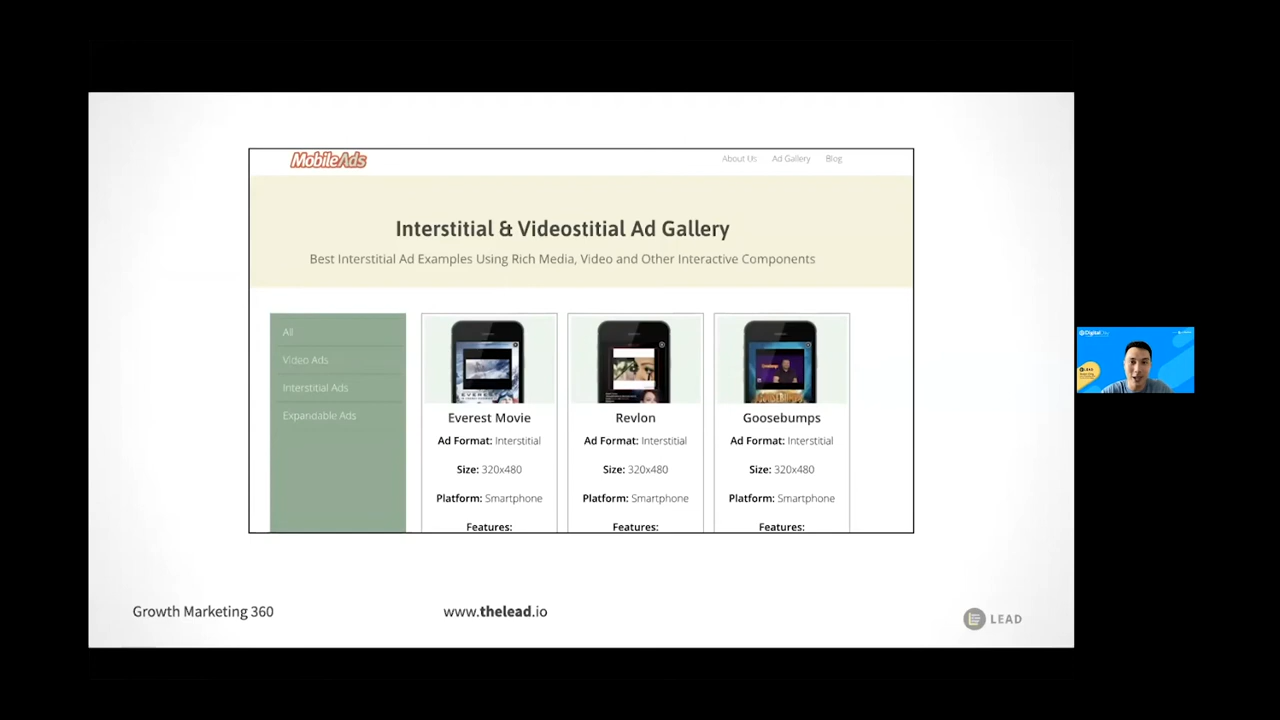 MobileAds
About Us Ad Gallery Blog
Interstitial & Videostitial Ad Gallery
Best Interstitial Ad Examples Using Rich Media, Video and Other Interactive Components
All
Video Ads
Interstitial Ads
Expandable Ads
Everest Movie
Ad Format: Interstitial
Size: 320x480
Platform: Smartphone
Features:
Revlon
Ad Format: Interstitial
Size: 320x480
Platform: Smartphone
Features:
Goosebumps
Ad Format: Interstitial
Size: 320x480
Platform: Smartphone
Features:
Growth Marketing 360
www.thelead.io
LEAD